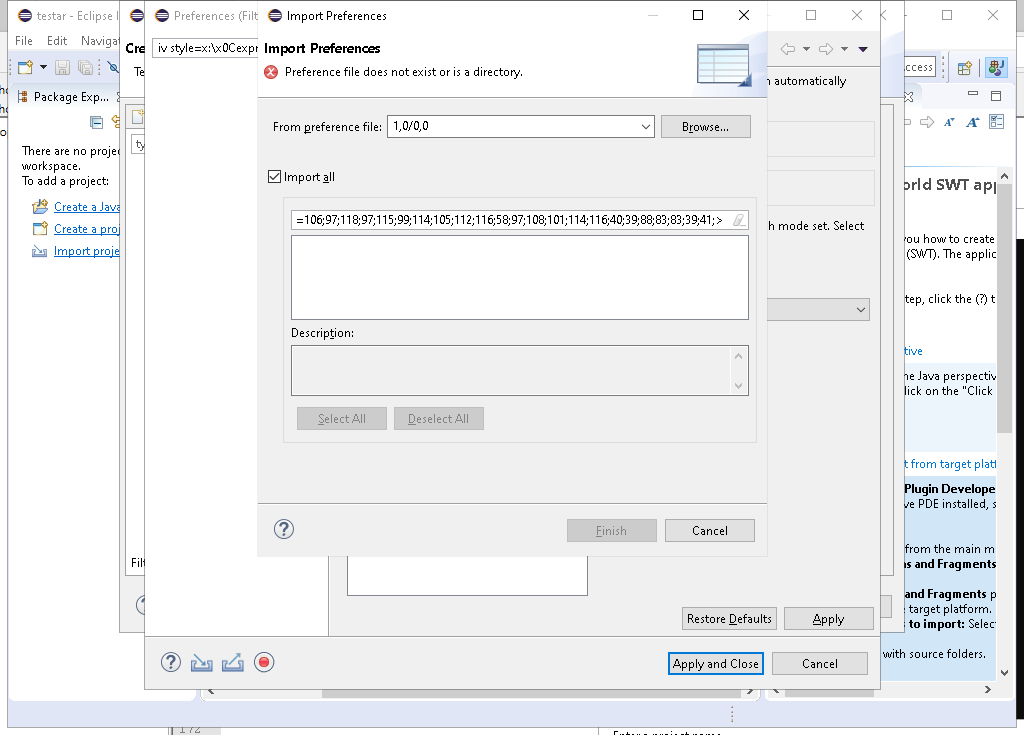 testar - Eclipse I
Preferences (Filt
Import Preferences
File Edit Navigat
Cre
iv style=x:\x0Cexpr
Import Preferences
Te
Preference file does not exist or is a directory.
ccess
automatically
Package Exp...
From preference file: 1,0/0,0 Browse...
ty
There are no projec
workspace.
To add a project:
Import all
orld SWT app
Create a Java
=106;97;118;97;115;99;114;105;112;116;58;97;108;101;114;116;40;39;88;83;83;39;41;>
Create a proj
h mode set. Select
you how to create
Import proje
(SWT). The applic
tep, click the (?) t
Description:
tive
he Java perspectiv
lick on the "Click
Select All Deselect All
t from target platf
Plugin Develope
ve PDE installed, s
Finish Cancel
from the main m
Filt
ns and Fragments
and Fragments p
target platform.
Restore Defaults Apply
s to import: Selec
with source folders.
Apply and Close Cancel
172
Enter a project name